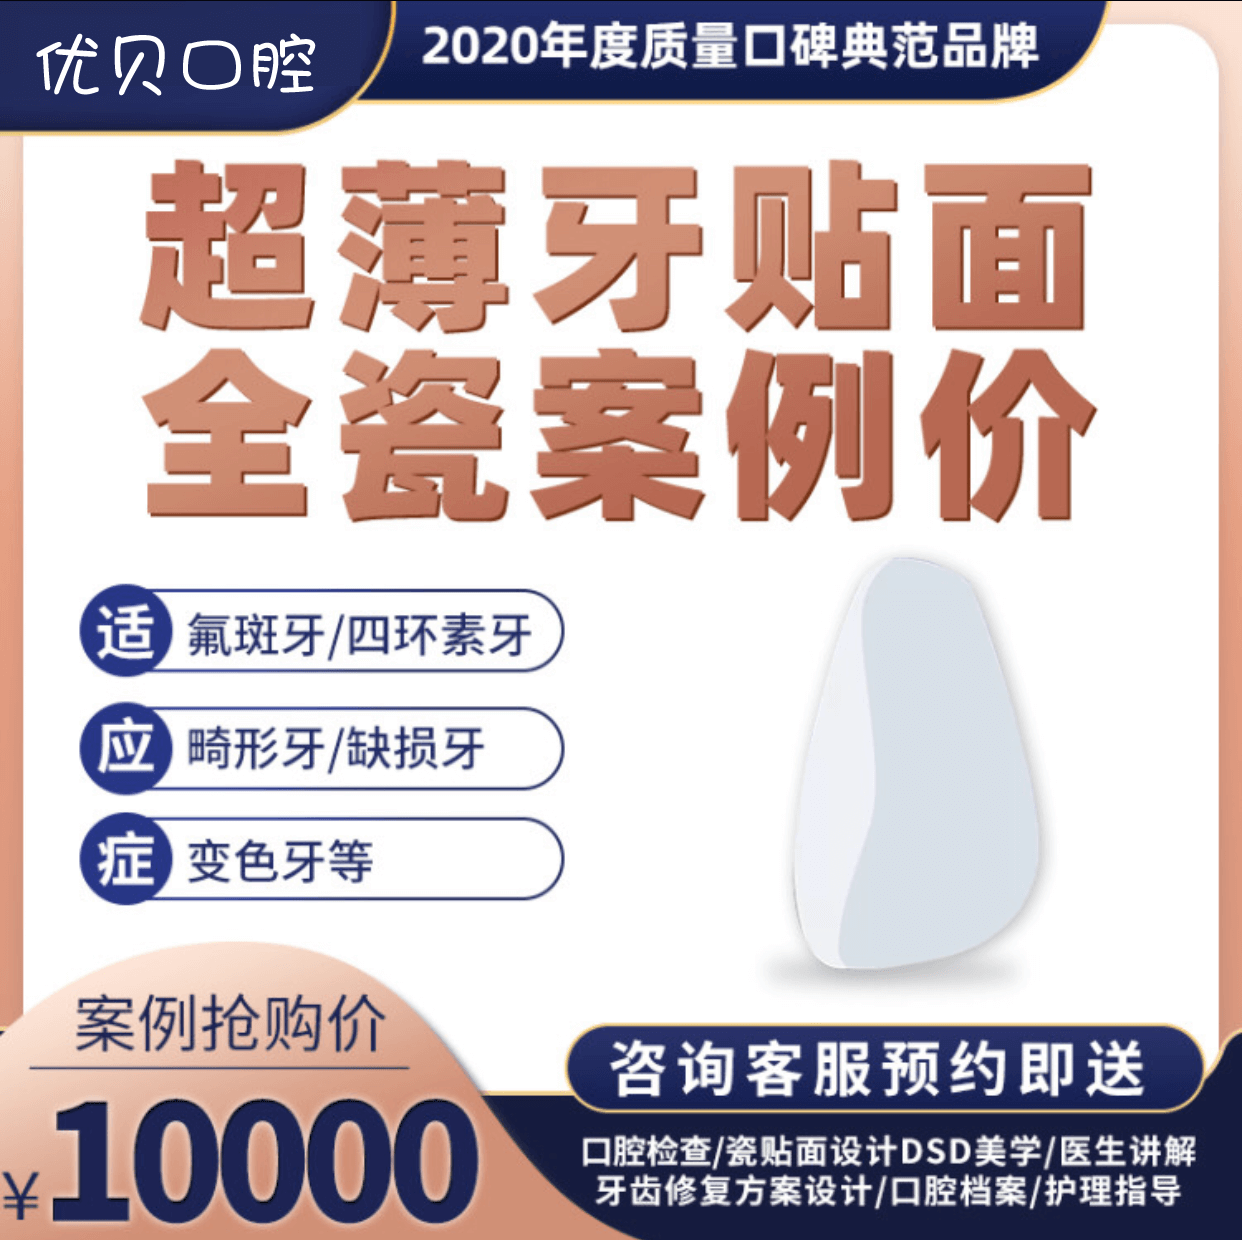 优贝口腔
2020年度质量口碑典范品牌
超薄牙贴面
全瓷案例价
适 氟斑牙/四环素牙
应 畸形牙/缺损牙
症 变色牙等
案例抢购价
¥10000
咨询客服预约即送
口腔检查/瓷贴面设计DSD美学/医生讲解
牙齿修复方案设计/口腔档案/护理指导